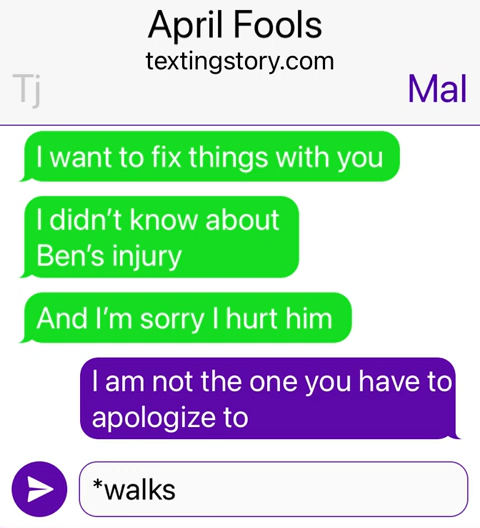 April Fools
textingstory.com
Tj
Mal
I want to fix things with you
I didn’t know about
Ben’s injury
And I’m sorry I hurt him
I am not the one you have to
apologize to
*walks